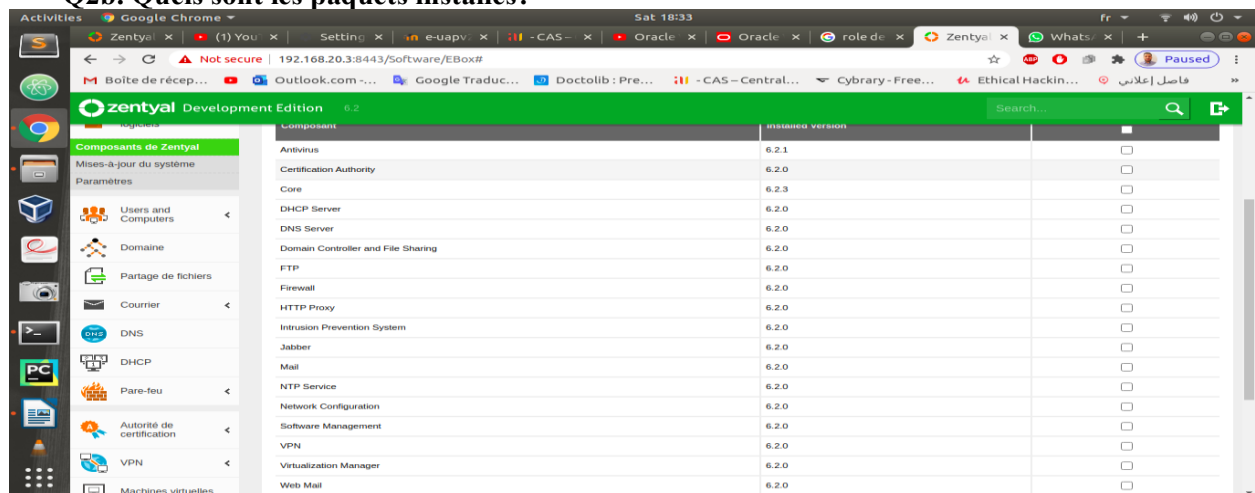 Q2b: Quels sont les paquets installés?
Activities Google Chrome Sat 18:33 fr
Zentyal × (1) You × Setting × e-uapv: × - CAS – × Oracle × Oracle × role de × Zentyal × Whats/ × +
Not secure | 192.168.20.3:8443/Software/EBox# Paused
Boîte de récep... Outlook.com -... Google Traduc... Doctolib : Pre... - CAS – Central... Cybrary - Free... Ethical Hackin... فاصل إعلاني »
zentyal Development Edition 6.2 Search...
logiciels
Composants de Zentyal
Mises-à-jour du système
Paramètres
Users and Computers
Domaine
Partage de fichiers
Courrier
DNS
DHCP
Pare-feu
Autorité de certification
VPN
Machines virtuelles
Composant Installed version
Antivirus 6.2.1
Certification Authority 6.2.0
Core 6.2.3
DHCP Server 6.2.0
DNS Server 6.2.0
Domain Controller and File Sharing 6.2.0
FTP 6.2.0
Firewall 6.2.0
HTTP Proxy 6.2.0
Intrusion Prevention System 6.2.0
Jabber 6.2.0
Mail 6.2.0
NTP Service 6.2.0
Network Configuration 6.2.0
Software Management 6.2.0
VPN 6.2.0
Virtualization Manager 6.2.0
Web Mail 6.2.0